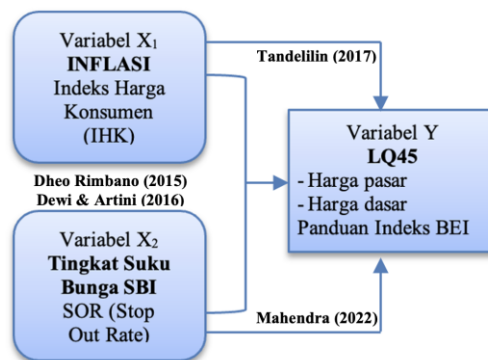 Variabel X₁
INFLASI
Indeks Harga
Konsumen
(IHK)
Tandelilin (2017)
Dheo Rimbano (2015)
Dewi & Artini (2016)
Variabel X₂
Tingkat Suku
Bunga SBI
SOR (Stop
Out Rate)
Mahendra (2022)
Variabel Y
LQ45
- Harga pasar
- Harga dasar
Panduan Indeks BEI